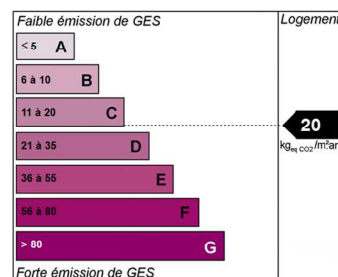 Faible émission de GES
Logement
< 5 A
6 à 10 B
11 à 20 C
20
kgeq CO2 /m².an
21 à 35 D
36 à 55 E
56 à 80 F
> 80 G
Forte émission de GES